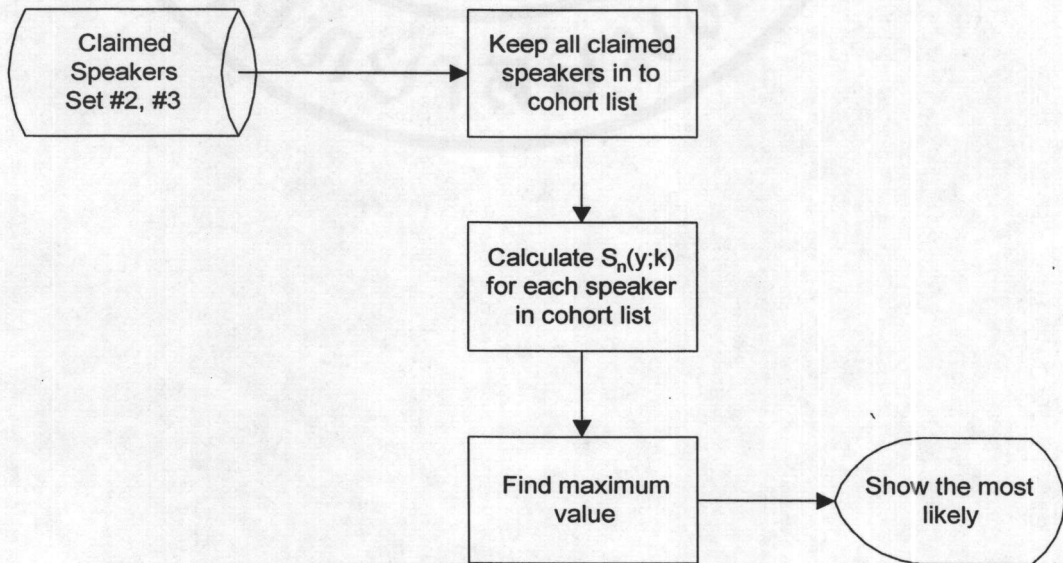 Claimed
Speakers
Set #2, #3
Keep all claimed
speakers in to
cohort list
Calculate Sₙ(y;k)
for each speaker
in cohort list
Find maximum
value
Show the most
likely